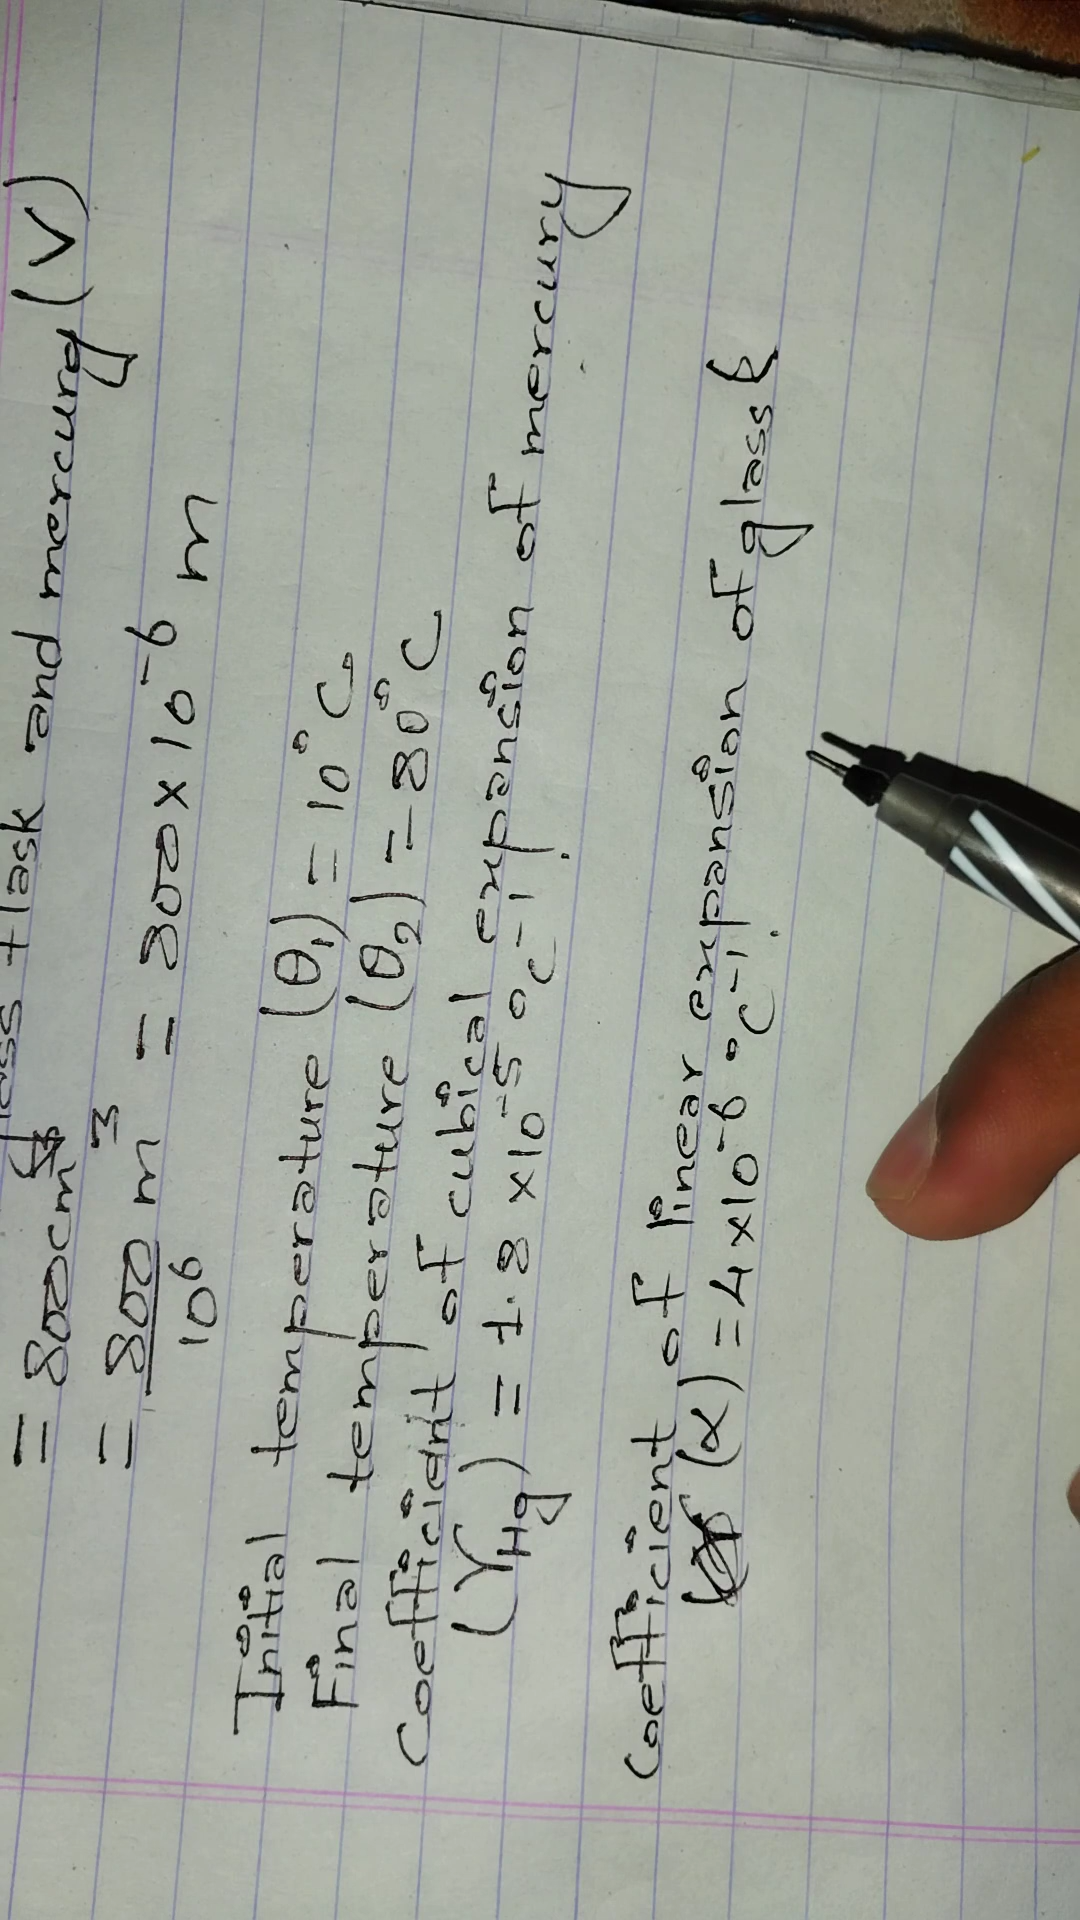 glass flask and mercury (V)
= 800cm³
= 800/10⁶ m³ = 800×10⁻⁶ m
Initial temperature (θ₁) = 10°C
Final temperature (θ₂) = 80°C
Coefficient of cubical expansion of mercury
(γHg) = 1.8 ×10⁻⁵ °C⁻¹.
Coefficient of linear expansion of glass
(α) = 4×10⁻⁶ °C⁻¹.